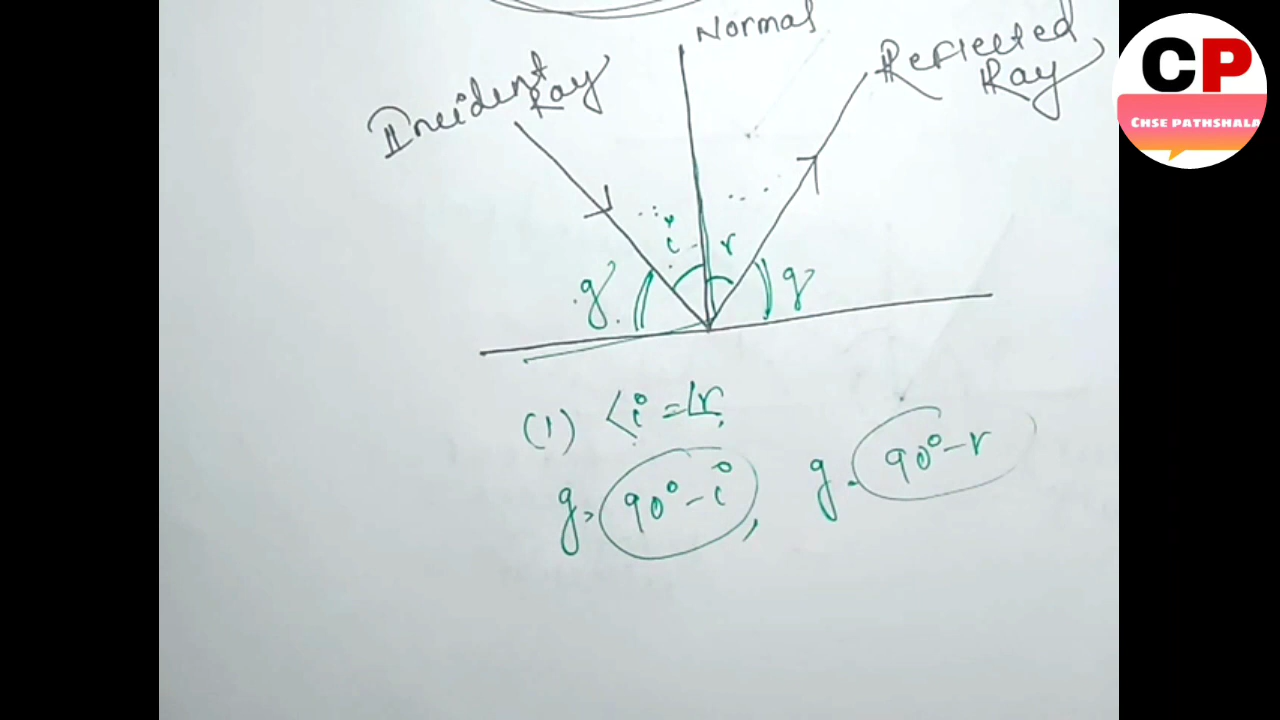 Normal
Incident
Ray
Reflected
Ray
CP
CHSE PATHSHALA
i
r
g
g
(1) <i = ∠r,
g = 90° - i, g = 90° - r